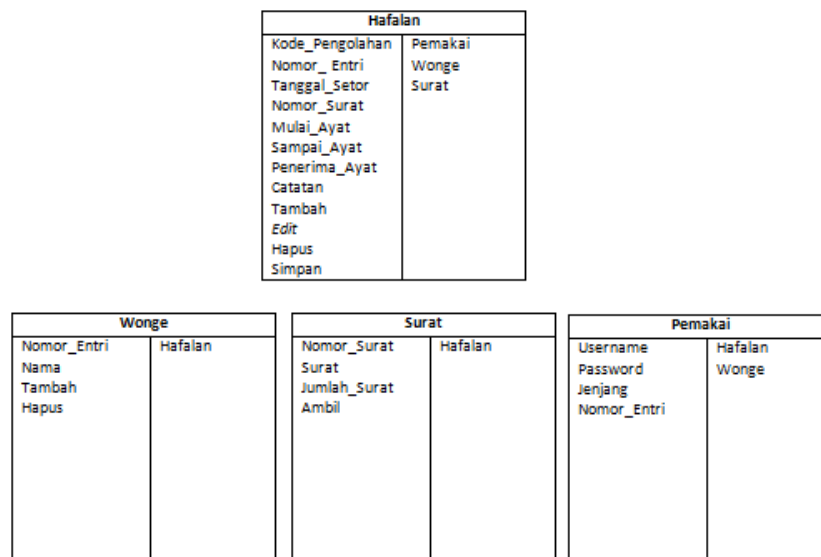 Hafalan
Kode_Pengolahan Pemakai
Nomor_ Entri Wonge
Tanggal_Setor Surat
Nomor_Surat
Mulai_Ayat
Sampai_Ayat
Penerima_Ayat
Catatan
Tambah
Edit
Hapus
Simpan
Wonge
Nomor_Entri Hafalan
Nama
Tambah
Hapus
Surat
Nomor_Surat Hafalan
Surat
Jumlah_Surat
Ambil
Pemakai
Username Hafalan
Password Wonge
Jenjang
Nomor_Entri